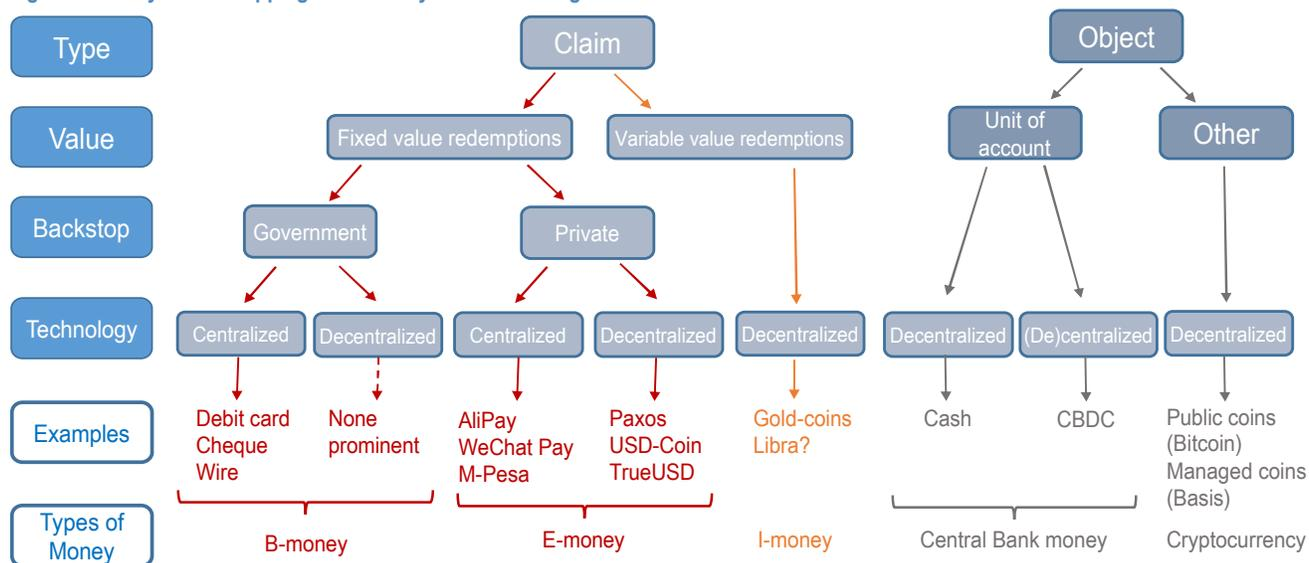 Type
Claim
Object
Value
Fixed value redemptions
Variable value redemptions
Unit of
account
Other
Backstop
Government
Private
Technology
Centralized
Decentralized
Centralized
Decentralized
Decentralized
Decentralized
(De)centralized
Decentralized
Examples
Debit card
Cheque
Wire
None
prominent
AliPay
WeChat Pay
M-Pesa
Paxos
USD-Coin
TrueUSD
Gold-coins
Libra?
Cash
CBDC
Public coins
(Bitcoin)
Managed coins
(Basis)
Types of
Money
B-money
E-money
I-money
Central Bank money
Cryptocurrency